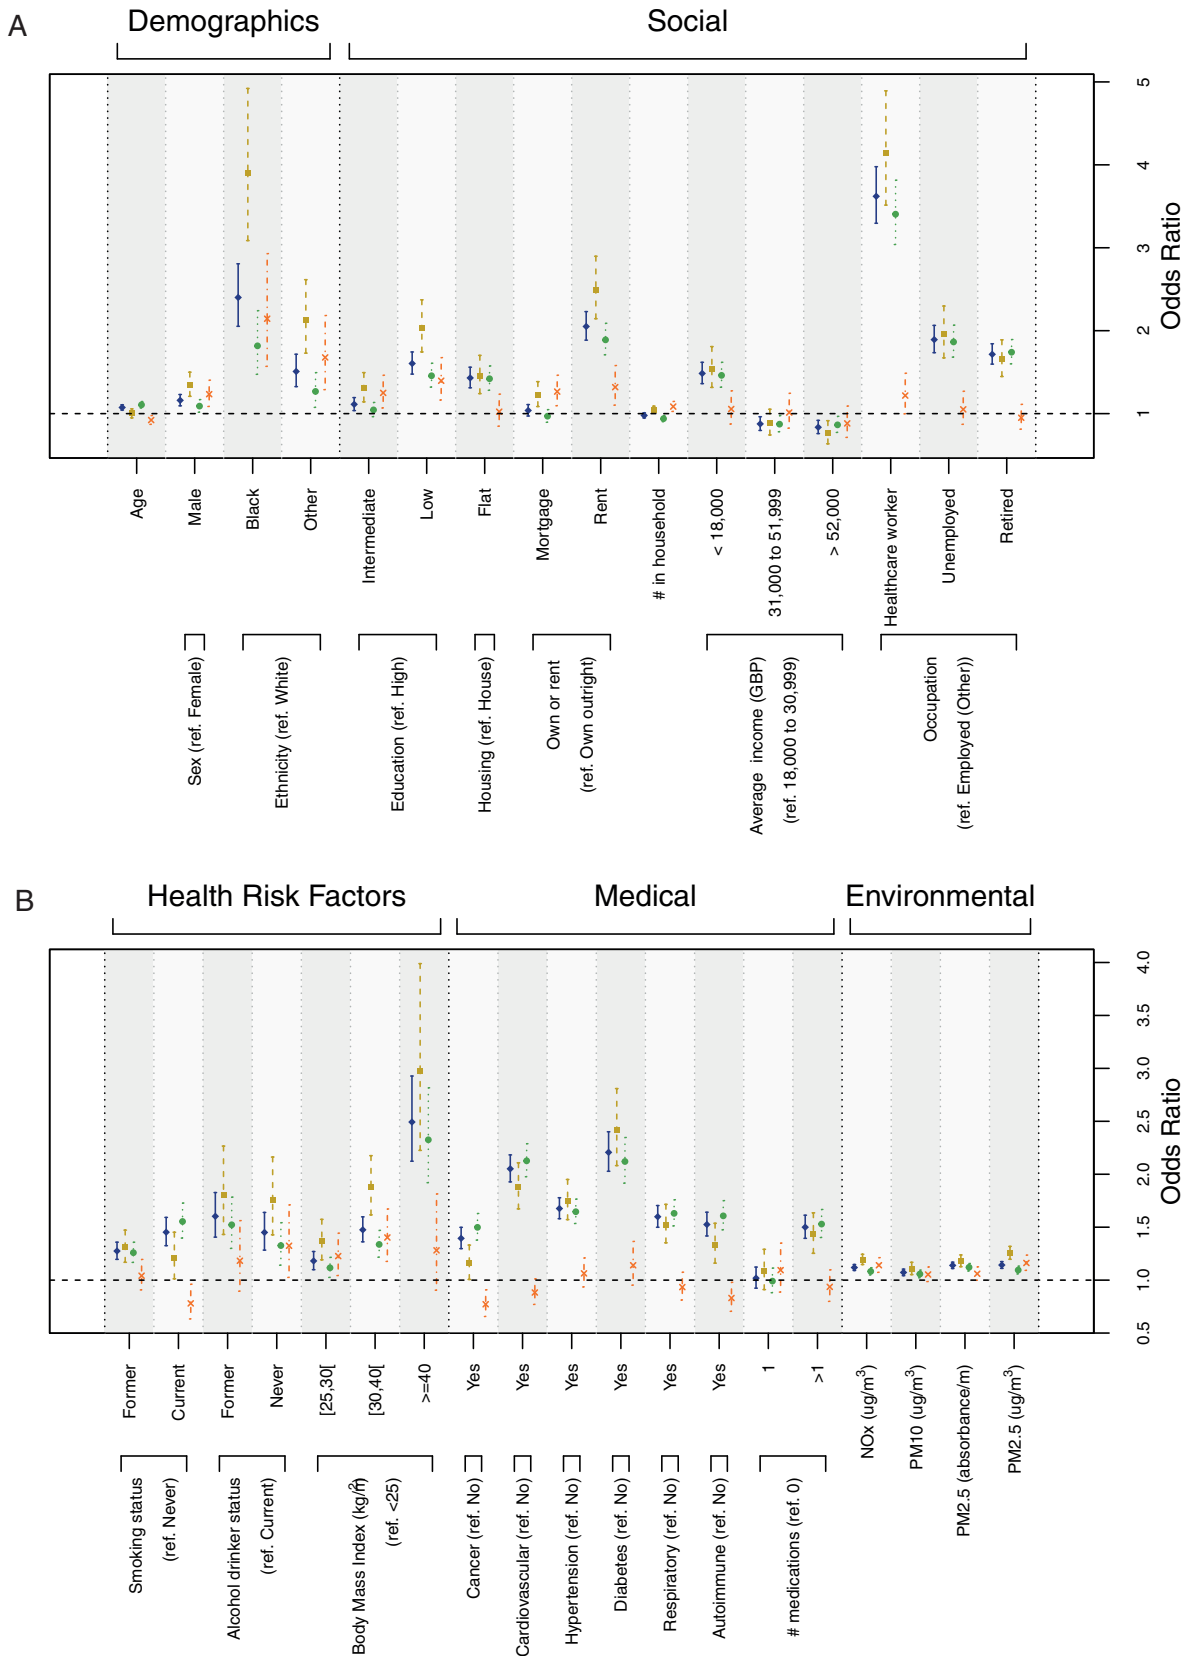 A
Demographics
Social
5
4
3
2
1
Odds Ratio
Age
Male
Black
Other
Intermediate
Low
Flat
Mortgage
Rent
# in household
< 18,000
31,000 to 51,999
> 52,000
Healthcare worker
Unemployed
Retired
Sex (ref. Female)
Ethnicity (ref. White)
Education (ref. High)
Housing (ref. House)
Own or rent
(ref. Own outright)
Average income (GBP)
(ref. 18,000 to 30,999)
Occupation
(ref. Employed (Other))
B
Health Risk Factors
Medical
Environmental
4.0
3.5
3.0
2.5
2.0
1.5
1.0
0.5
Odds Ratio
Former
Current
Former
Never
[25,30[
[30,40[
>=40
Yes
Yes
Yes
Yes
Yes
Yes
1
>1
NOx (ug/m³)
PM10 (ug/m³)
PM2.5 (absorbance/m)
PM2.5 (ug/m³)
Smoking status
(ref. Never)
Alcohol drinker status
(ref. Current)
Body Mass Index (kg/m²)
(ref. <25)
Cancer (ref. No)
Cardiovascular (ref. No)
Hypertension (ref. No)
Diabetes (ref. No)
Respiratory (ref. No)
Autoimmune (ref. No)
# medications (ref. 0)